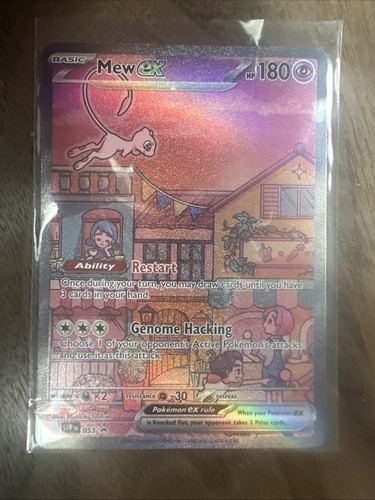 BASIC
Mew ex HP 180
Ability Restart
Once during your turn, you may draw cards until you have
3 cards in your hand.
Genome Hacking
Choose 1 of your opponent's Active Pokémon's attacks
and use it as this attack.
×2 resistance -30 retreat
Pokémon ex rule When your Pokémon ex
is Knocked Out, your opponent takes 2 Prize cards.
SVP EN 053